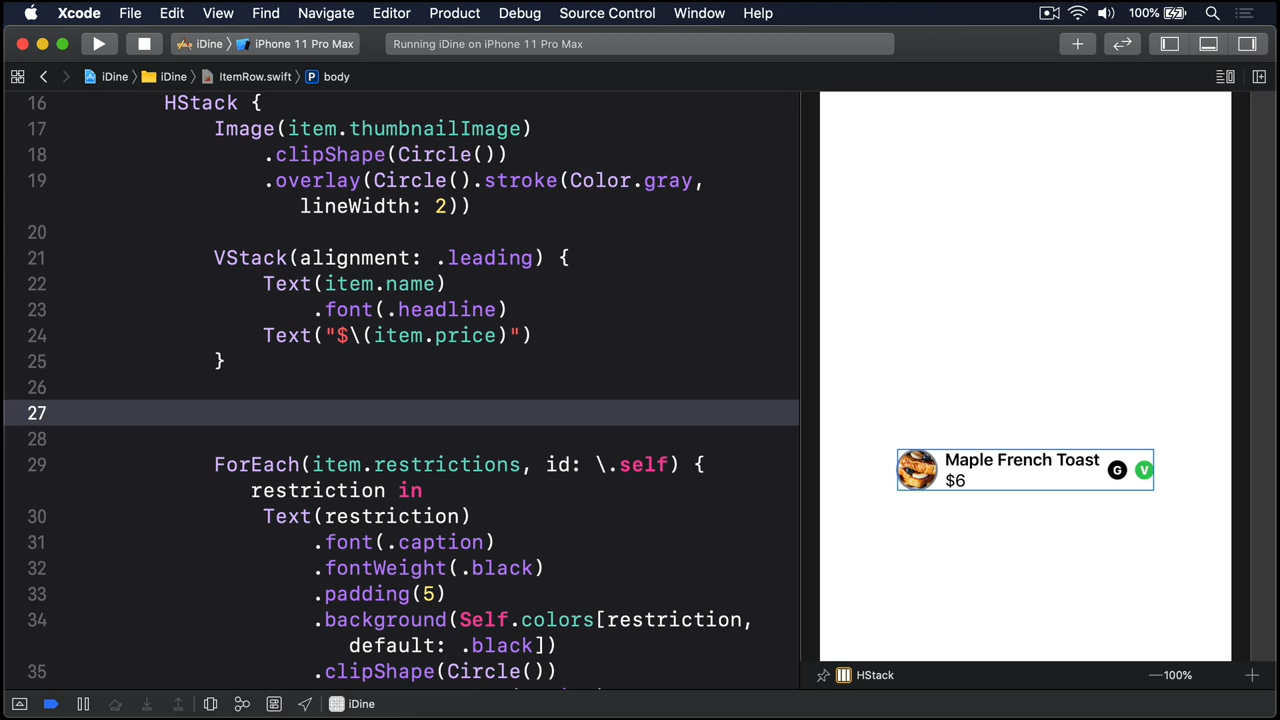 Xcode File Edit View Find Navigate Editor Product Debug Source Control Window Help 100%
iDine iPhone 11 Pro Max Running iDine on iPhone 11 Pro Max
iDine iDine ItemRow.swift P body
16 HStack {
17 Image(item.thumbnailImage)
18 .clipShape(Circle())
19 .overlay(Circle().stroke(Color.gray,
lineWidth: 2))
20
21 VStack(alignment: .leading) {
22 Text(item.name)
23 .font(.headline)
24 Text("$\(item.price)")
25 }
26
27
28
29 ForEach(item.restrictions, id: \.self) {
restriction in
30 Text(restriction)
31 .font(.caption)
32 .fontWeight(.black)
33 .padding(5)
34 .background(Self.colors[restriction,
default: .black])
35 .clipShape(Circle())
Maple French Toast G V
$6
HStack 100%
iDine